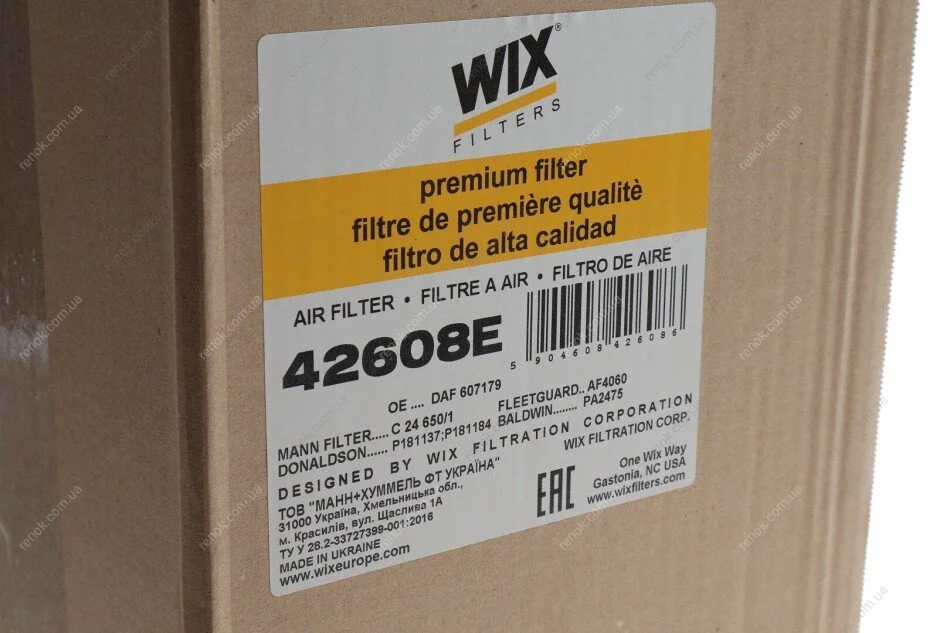 WIX®
FILTERS
premium filter
filtre de première qualitè
filtro de alta calidad
AIR FILTER • FILTRE A AIR • FILTRO DE AIRE
42608E
5 904608 426086
OE .... DAF 607179
MANN FILTER..... C 24 650/1
FLEETGUARD.. AF4060
DONALDSON...... P181137;P181184
BALDWIN........ PA2475
DESIGNED BY WIX FILTRATION CORPORATION
ТОВ "МАНН+ХУММЕЛЬ ФТ УКРАЇНА"
31000 Україна, Хмельницька обл.,
м. Красилів, вул. Щаслива 1А
ТУ У 28.2-33727399-001:2016
MADE IN UKRAINE
www.wixeurope.com
EAC
WIX FILTRATION CORP.
One Wix Way
Gastonia, NC USA
www.wixfilters.com
renok.com.ua